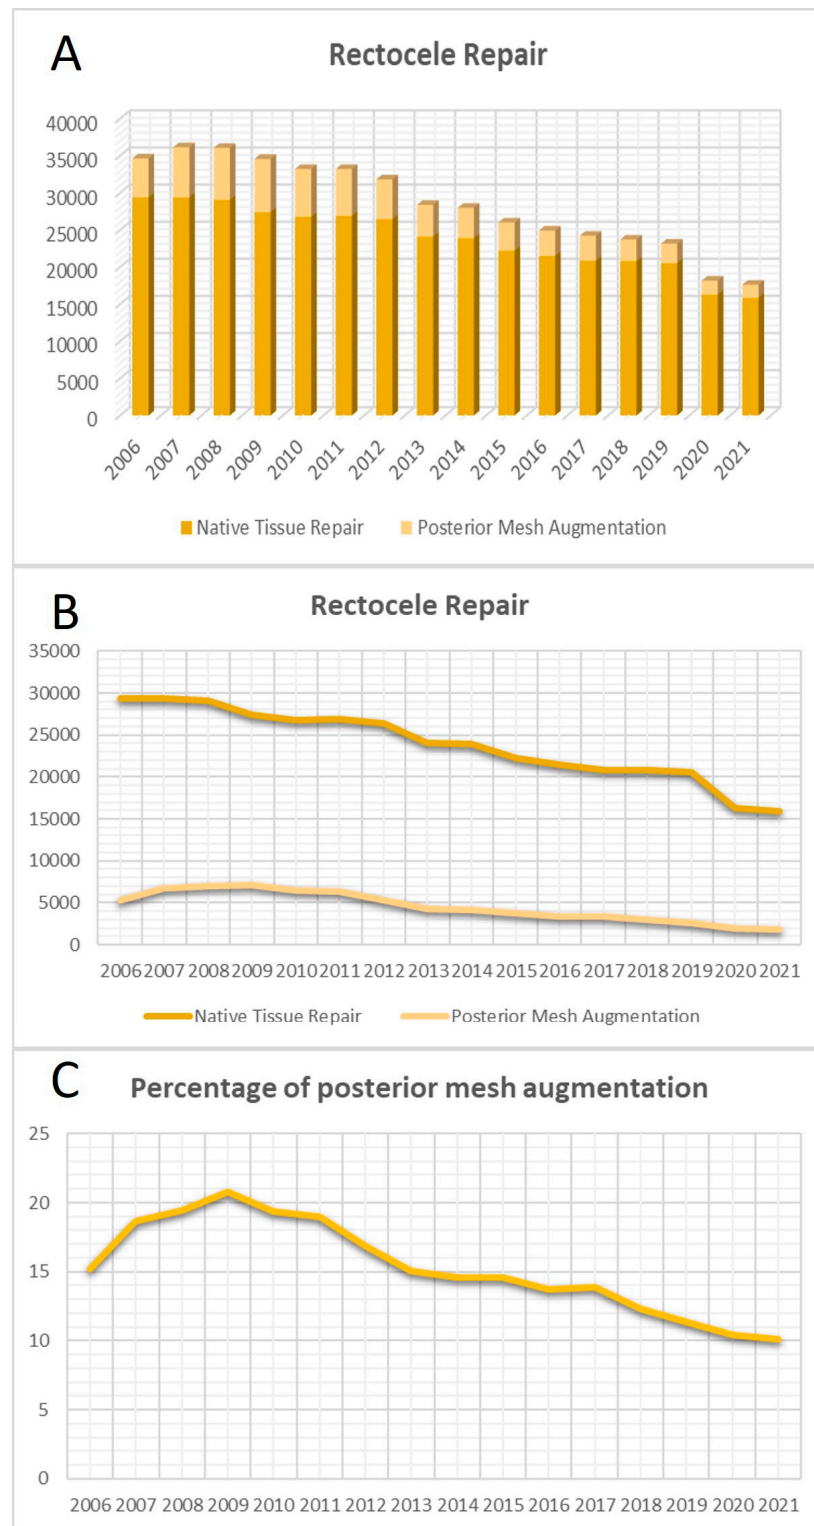 A
Rectocele Repair
40000
35000
30000
25000
20000
15000
10000
5000
0
2006 2007 2008 2009 2010 2011 2012 2013 2014 2015 2016 2017 2018 2019 2020 2021
Native Tissue Repair Posterior Mesh Augmentation
B
Rectocele Repair
35000
30000
25000
20000
15000
10000
5000
0
2006 2007 2008 2009 2010 2011 2012 2013 2014 2015 2016 2017 2018 2019 2020 2021
Native Tissue Repair Posterior Mesh Augmentation
C
Percentage of posterior mesh augmentation
25
20
15
10
5
0
2006 2007 2008 2009 2010 2011 2012 2013 2014 2015 2016 2017 2018 2019 2020 2021